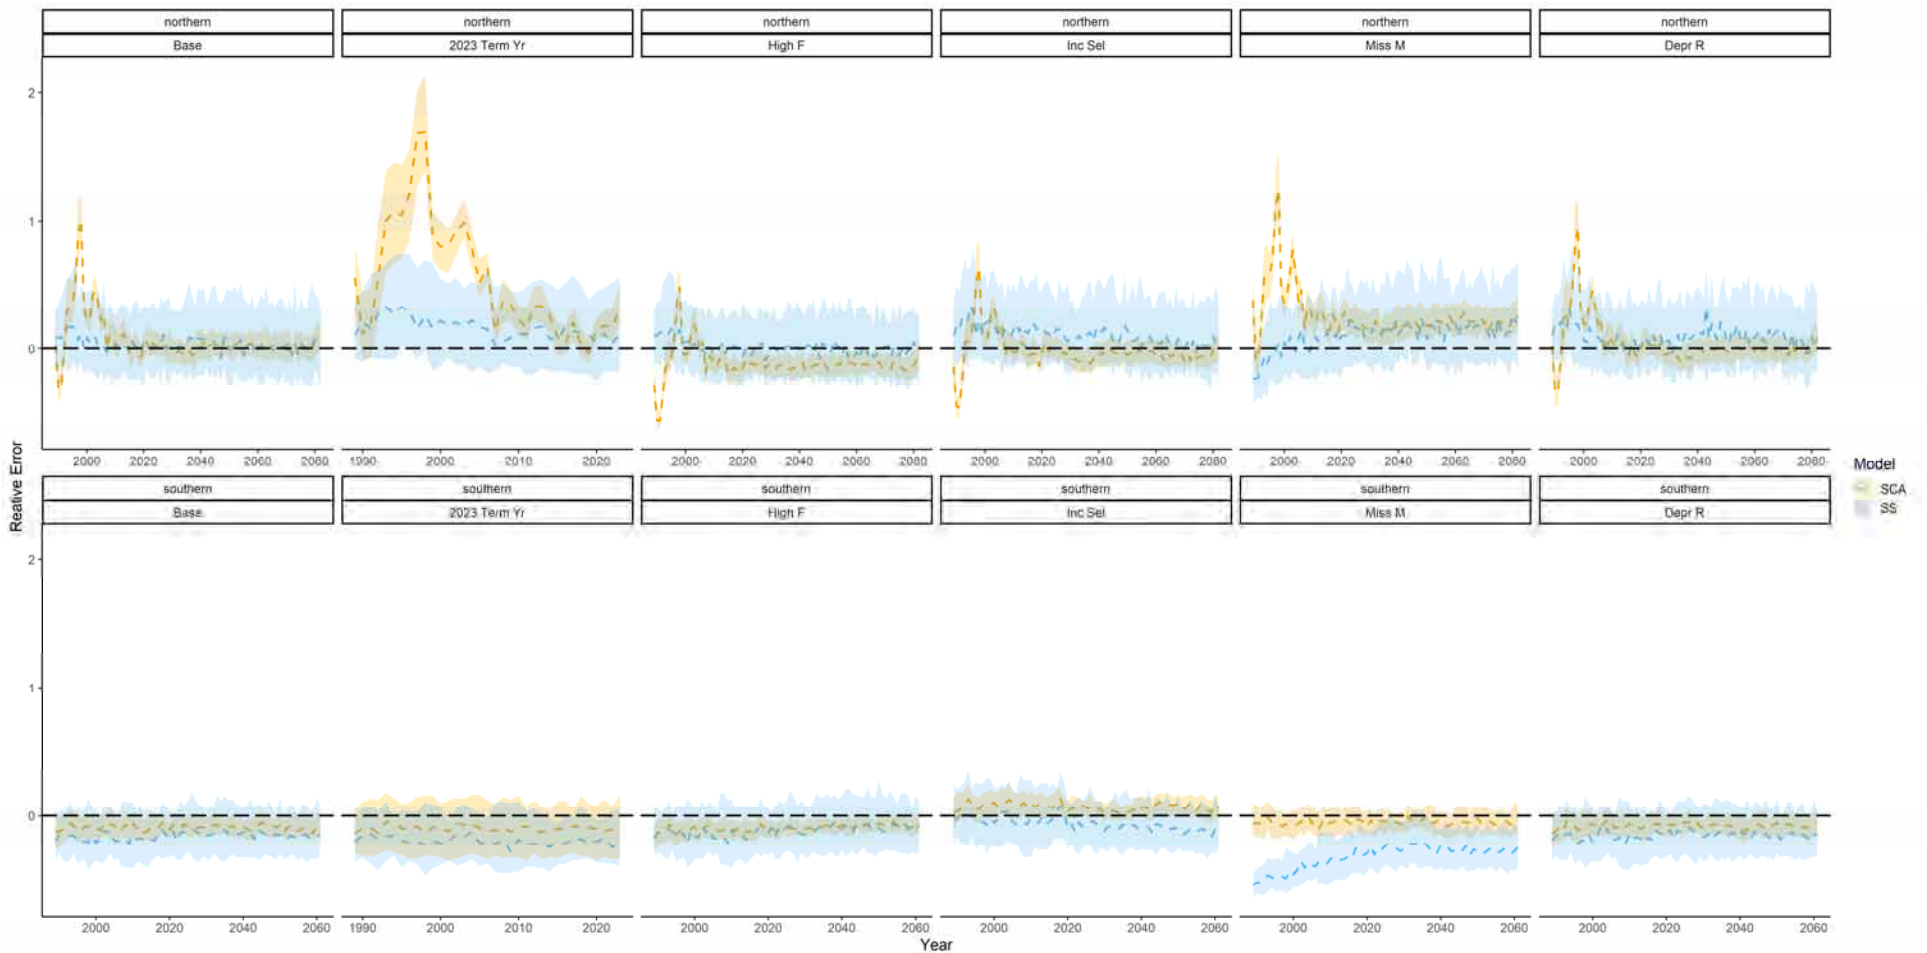 northern northern northern northern northern northern
Base 2023 Term Yr High F Inc Sel Miss M Depr R
2
1
0
2000 2020 2040 2060 2080 1990 2000 2010 2020 2000 2020 2040 2060 2080 2000 2020 2040 2060 2080 2000 2020 2040 2060 2080 2000 2020 2040 2060 2080
Relative Error
southern southern southern southern southern southern
Base 2023 Term Yr High F Inc Sel Miss M Depr R
2
1
0
2000 2020 2040 2060 1990 2000 2010 2020 2000 2020 2040 2060 2000 2020 2040 2060 2000 2020 2040 2060 2000 2020 2040 2060
Year
Model
SCA
SS